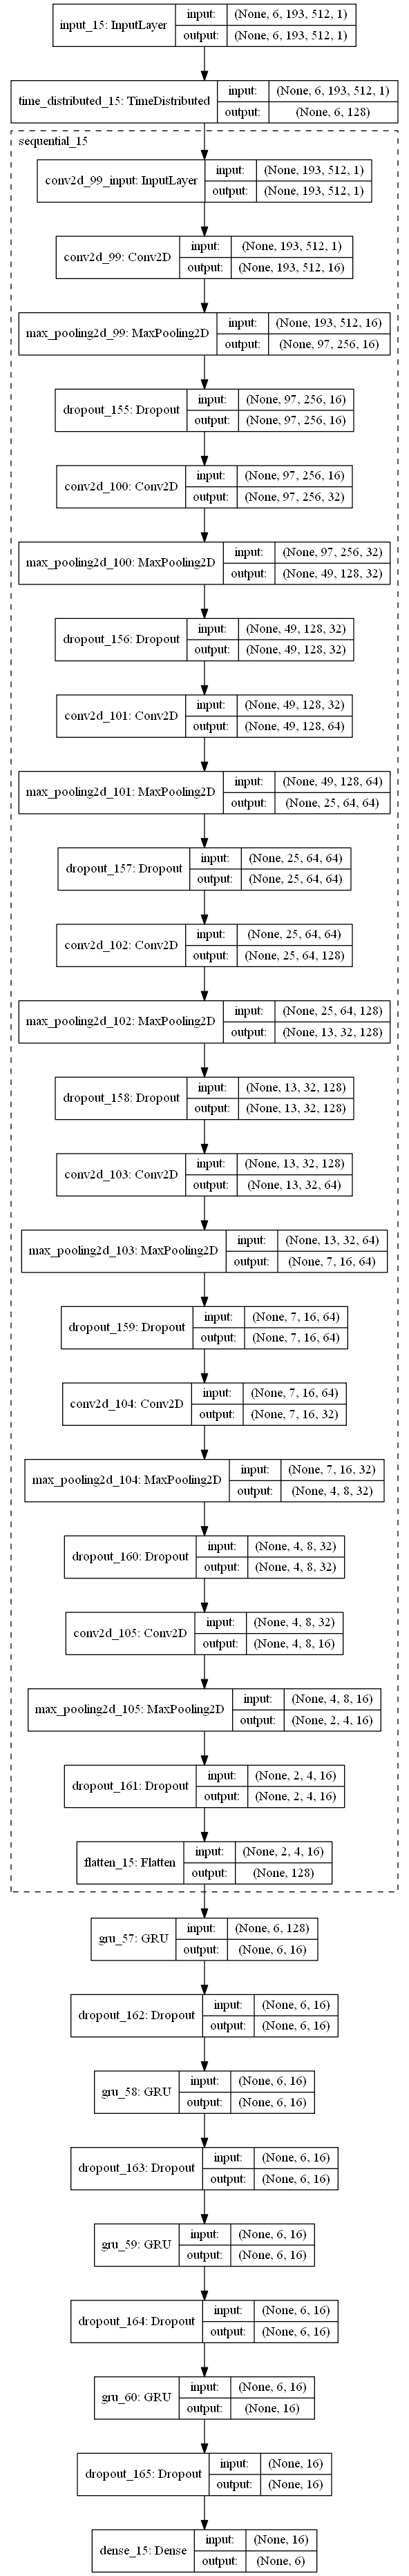 input_15: InputLayer
input: (None, 6, 193, 512, 1)
output: (None, 6, 193, 512, 1)
time_distributed_15: TimeDistributed
input: (None, 6, 193, 512, 1)
output: (None, 6, 128)
sequential_15
conv2d_99_input: InputLayer
input: (None, 193, 512, 1)
output: (None, 193, 512, 1)
conv2d_99: Conv2D
input: (None, 193, 512, 1)
output: (None, 193, 512, 16)
max_pooling2d_99: MaxPooling2D
input: (None, 193, 512, 16)
output: (None, 97, 256, 16)
dropout_155: Dropout
input: (None, 97, 256, 16)
output: (None, 97, 256, 16)
conv2d_100: Conv2D
input: (None, 97, 256, 16)
output: (None, 97, 256, 32)
max_pooling2d_100: MaxPooling2D
input: (None, 97, 256, 32)
output: (None, 49, 128, 32)
dropout_156: Dropout
input: (None, 49, 128, 32)
output: (None, 49, 128, 32)
conv2d_101: Conv2D
input: (None, 49, 128, 32)
output: (None, 49, 128, 64)
max_pooling2d_101: MaxPooling2D
input: (None, 49, 128, 64)
output: (None, 25, 64, 64)
dropout_157: Dropout
input: (None, 25, 64, 64)
output: (None, 25, 64, 64)
conv2d_102: Conv2D
input: (None, 25, 64, 64)
output: (None, 25, 64, 128)
max_pooling2d_102: MaxPooling2D
input: (None, 25, 64, 128)
output: (None, 13, 32, 128)
dropout_158: Dropout
input: (None, 13, 32, 128)
output: (None, 13, 32, 128)
conv2d_103: Conv2D
input: (None, 13, 32, 128)
output: (None, 13, 32, 64)
max_pooling2d_103: MaxPooling2D
input: (None, 13, 32, 64)
output: (None, 7, 16, 64)
dropout_159: Dropout
input: (None, 7, 16, 64)
output: (None, 7, 16, 64)
conv2d_104: Conv2D
input: (None, 7, 16, 64)
output: (None, 7, 16, 32)
max_pooling2d_104: MaxPooling2D
input: (None, 7, 16, 32)
output: (None, 4, 8, 32)
dropout_160: Dropout
input: (None, 4, 8, 32)
output: (None, 4, 8, 32)
conv2d_105: Conv2D
input: (None, 4, 8, 32)
output: (None, 4, 8, 16)
max_pooling2d_105: MaxPooling2D
input: (None, 4, 8, 16)
output: (None, 2, 4, 16)
dropout_161: Dropout
input: (None, 2, 4, 16)
output: (None, 2, 4, 16)
flatten_15: Flatten
input: (None, 2, 4, 16)
output: (None, 128)
gru_57: GRU
input: (None, 6, 128)
output: (None, 6, 16)
dropout_162: Dropout
input: (None, 6, 16)
output: (None, 6, 16)
gru_58: GRU
input: (None, 6, 16)
output: (None, 6, 16)
dropout_163: Dropout
input: (None, 6, 16)
output: (None, 6, 16)
gru_59: GRU
input: (None, 6, 16)
output: (None, 6, 16)
dropout_164: Dropout
input: (None, 6, 16)
output: (None, 6, 16)
gru_60: GRU
input: (None, 6, 16)
output: (None, 16)
dropout_165: Dropout
input: (None, 16)
output: (None, 16)
dense_15: Dense
input: (None, 16)
output: (None, 6)